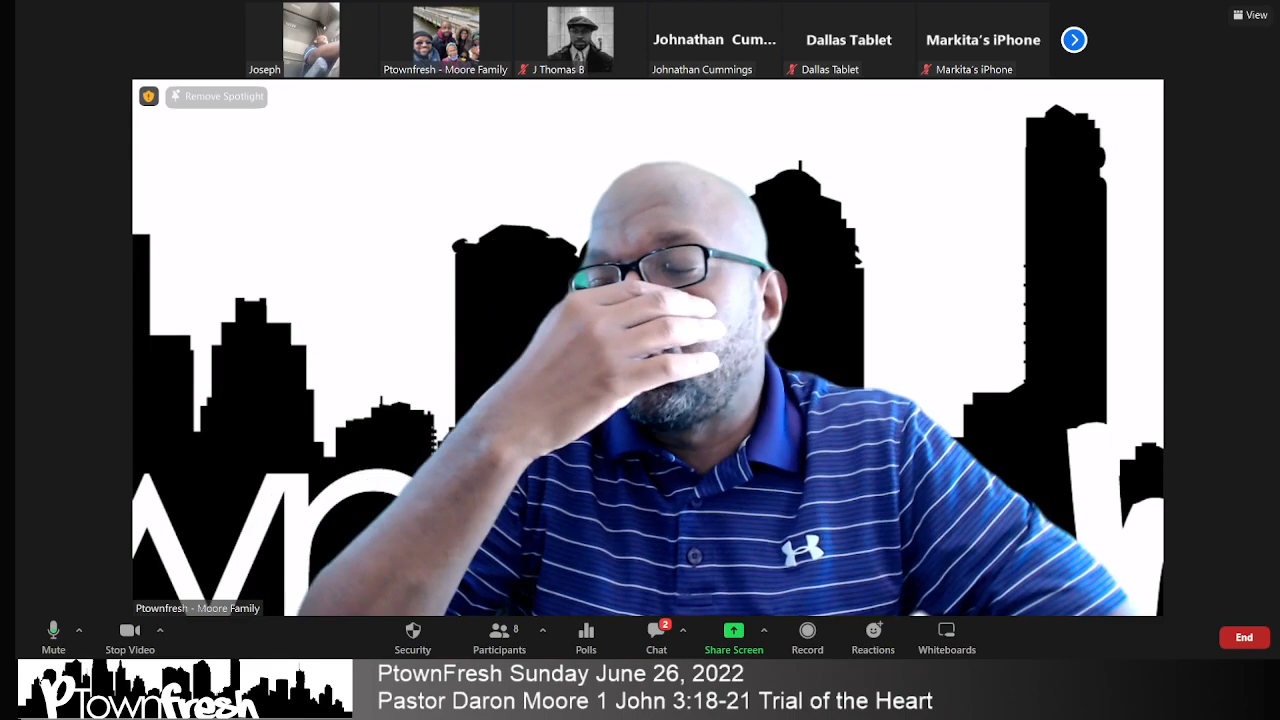 View
Johnathan Cum...
Dallas Tablet
Markita's iPhone
Joseph
Ptownfresh - Moore Family
J Thomas B
Johnathan Cummings
Dallas Tablet
Markita's iPhone
Remove Spotlight
wn
Ptownfresh - Moore Family
8
2
Mute
Stop Video
Security
Participants
Polls
Chat
Share Screen
Record
Reactions
Whiteboards
End
PTownfresh
PtownFresh Sunday June 26, 2022
Pastor Daron Moore 1 John 3:18-21 Trial of the Heart